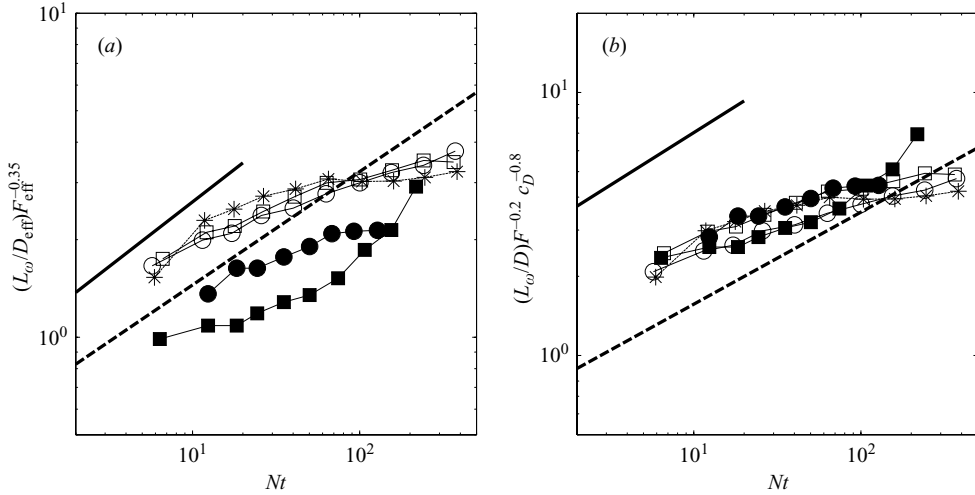 10¹
(a)
(L_ω/D_eff)F_eff^−0.35
10⁰
10¹
10²
Nt
(b)
10¹
(L_ω/D)F^−0.2 c_D^−0.8
10⁰
10¹
10²
Nt